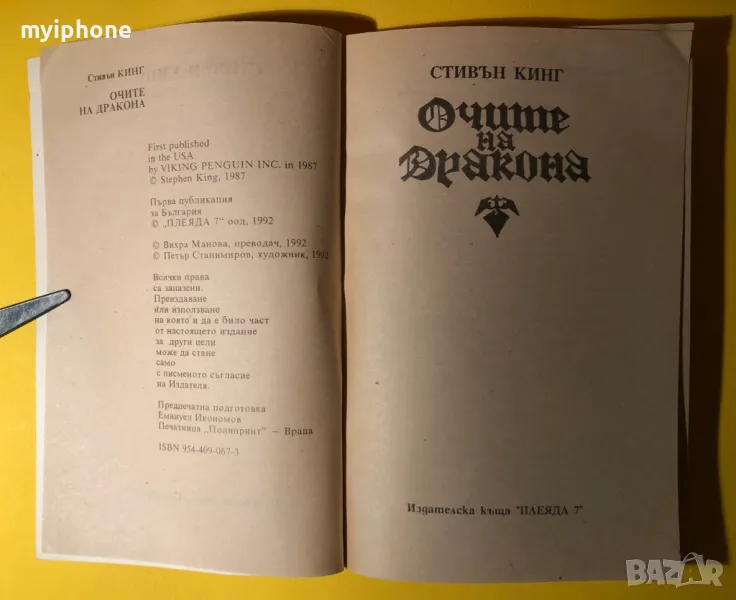 myiphone
Стивън КИНГ
ОЧИТЕ
НА ДРАКОНА
First published
in the USA
by VIKING PENGUIN INC. in 1987
© Stephen King, 1987
Първа публикация
за България
© „ПЛЕЯДА 7" оод, 1992
© Вихра Манова, преводач, 1992
© Петър Станимиров, художник, 1992
Всички права
са запазени.
Преиздаване
или използване
на която и да е било част
от настоящето издание
за други цели
може да стане
само
с писменото съгласие
на Издателя.
Предпечатна подготовка
Емануел Икономов
Печатница „Полипринт" — Враца
ISBN 954-409-067-3
СТИВЪН КИНГ
Очите
на
Дракона
Издателска къща "ПЛЕЯДА 7"
BAZAR